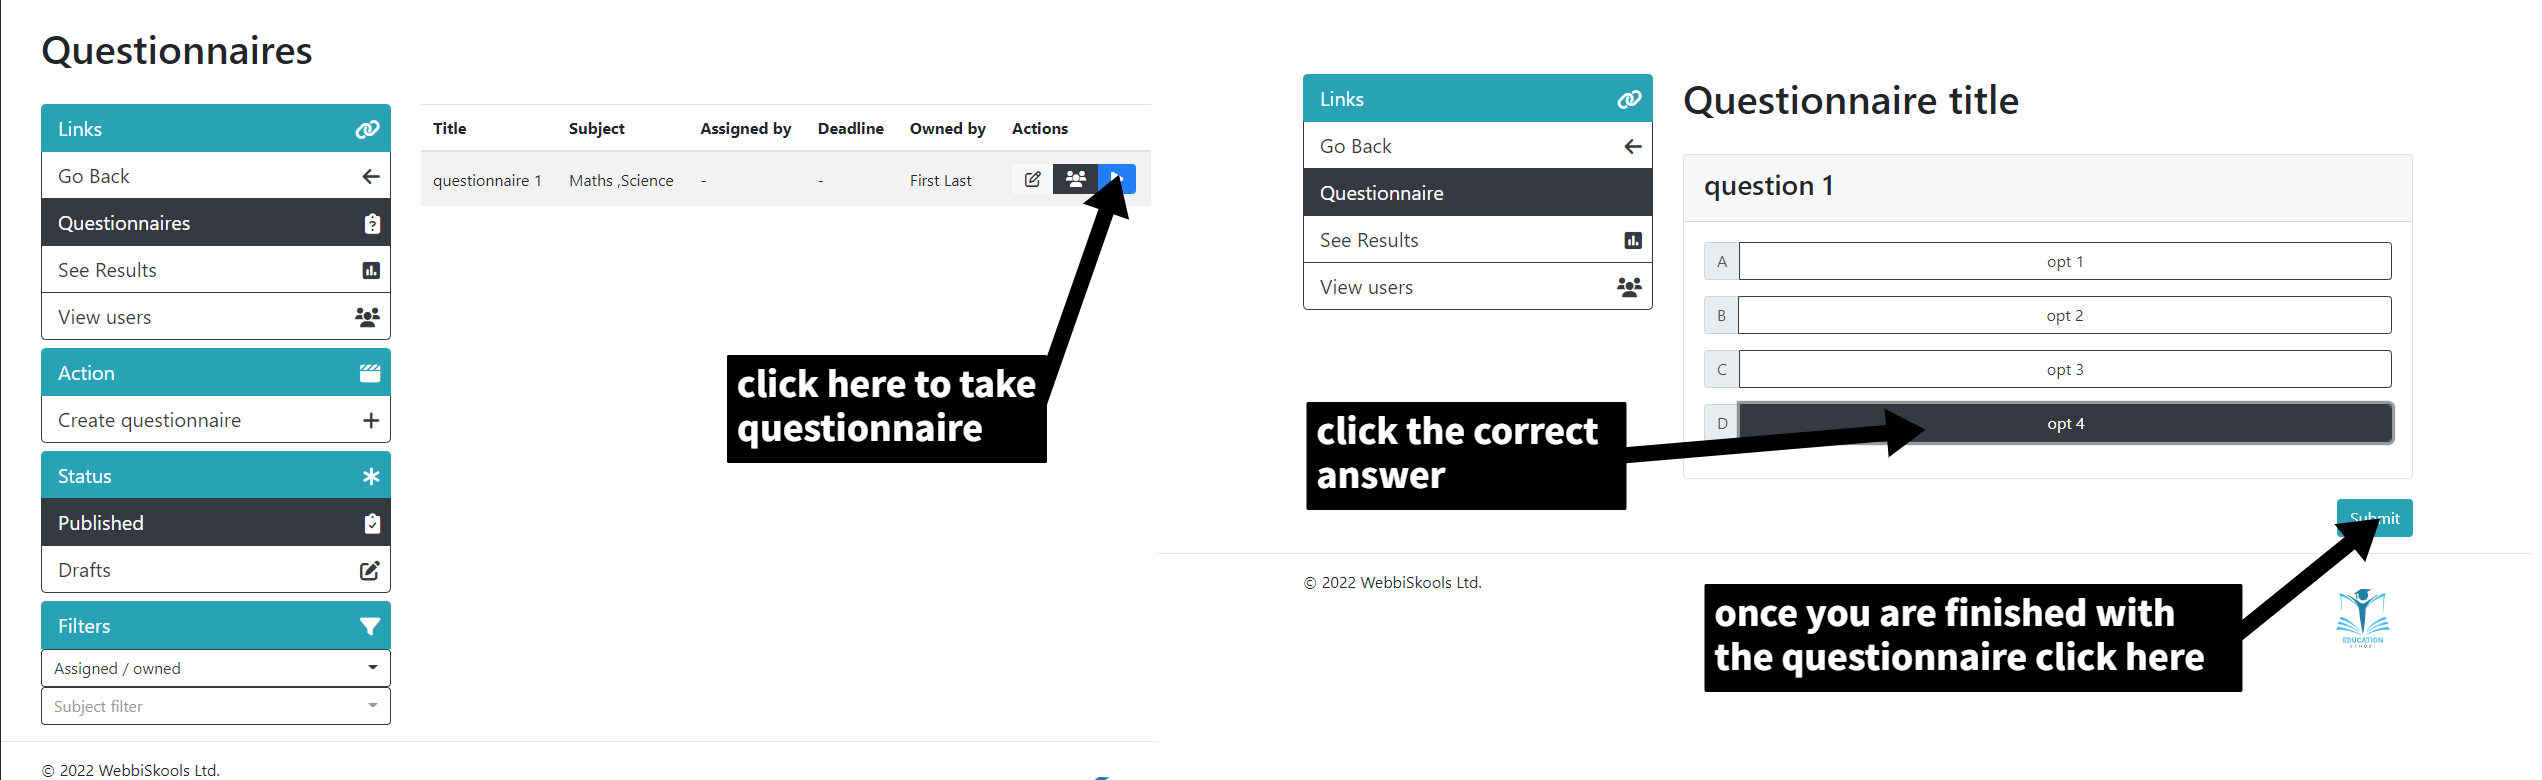 Questionnaires
Links
Go Back
Questionnaires
See Results
View users
Action
Create questionnaire
Status
Published
Drafts
Filters
Assigned / owned
Subject filter
© 2022 WebbiSkools Ltd.
Title Subject Assigned by Deadline Owned by Actions
questionnaire 1 Maths ,Science - - First Last
click here to take
questionnaire
Links
Go Back
Questionnaire
See Results
View users
Questionnaire title
question 1
A opt 1
B opt 2
C opt 3
D opt 4
click the correct
answer
Submit
once you are finished with
the questionnaire click here
© 2022 WebbiSkools Ltd.
EDUCATION
SCHOOL